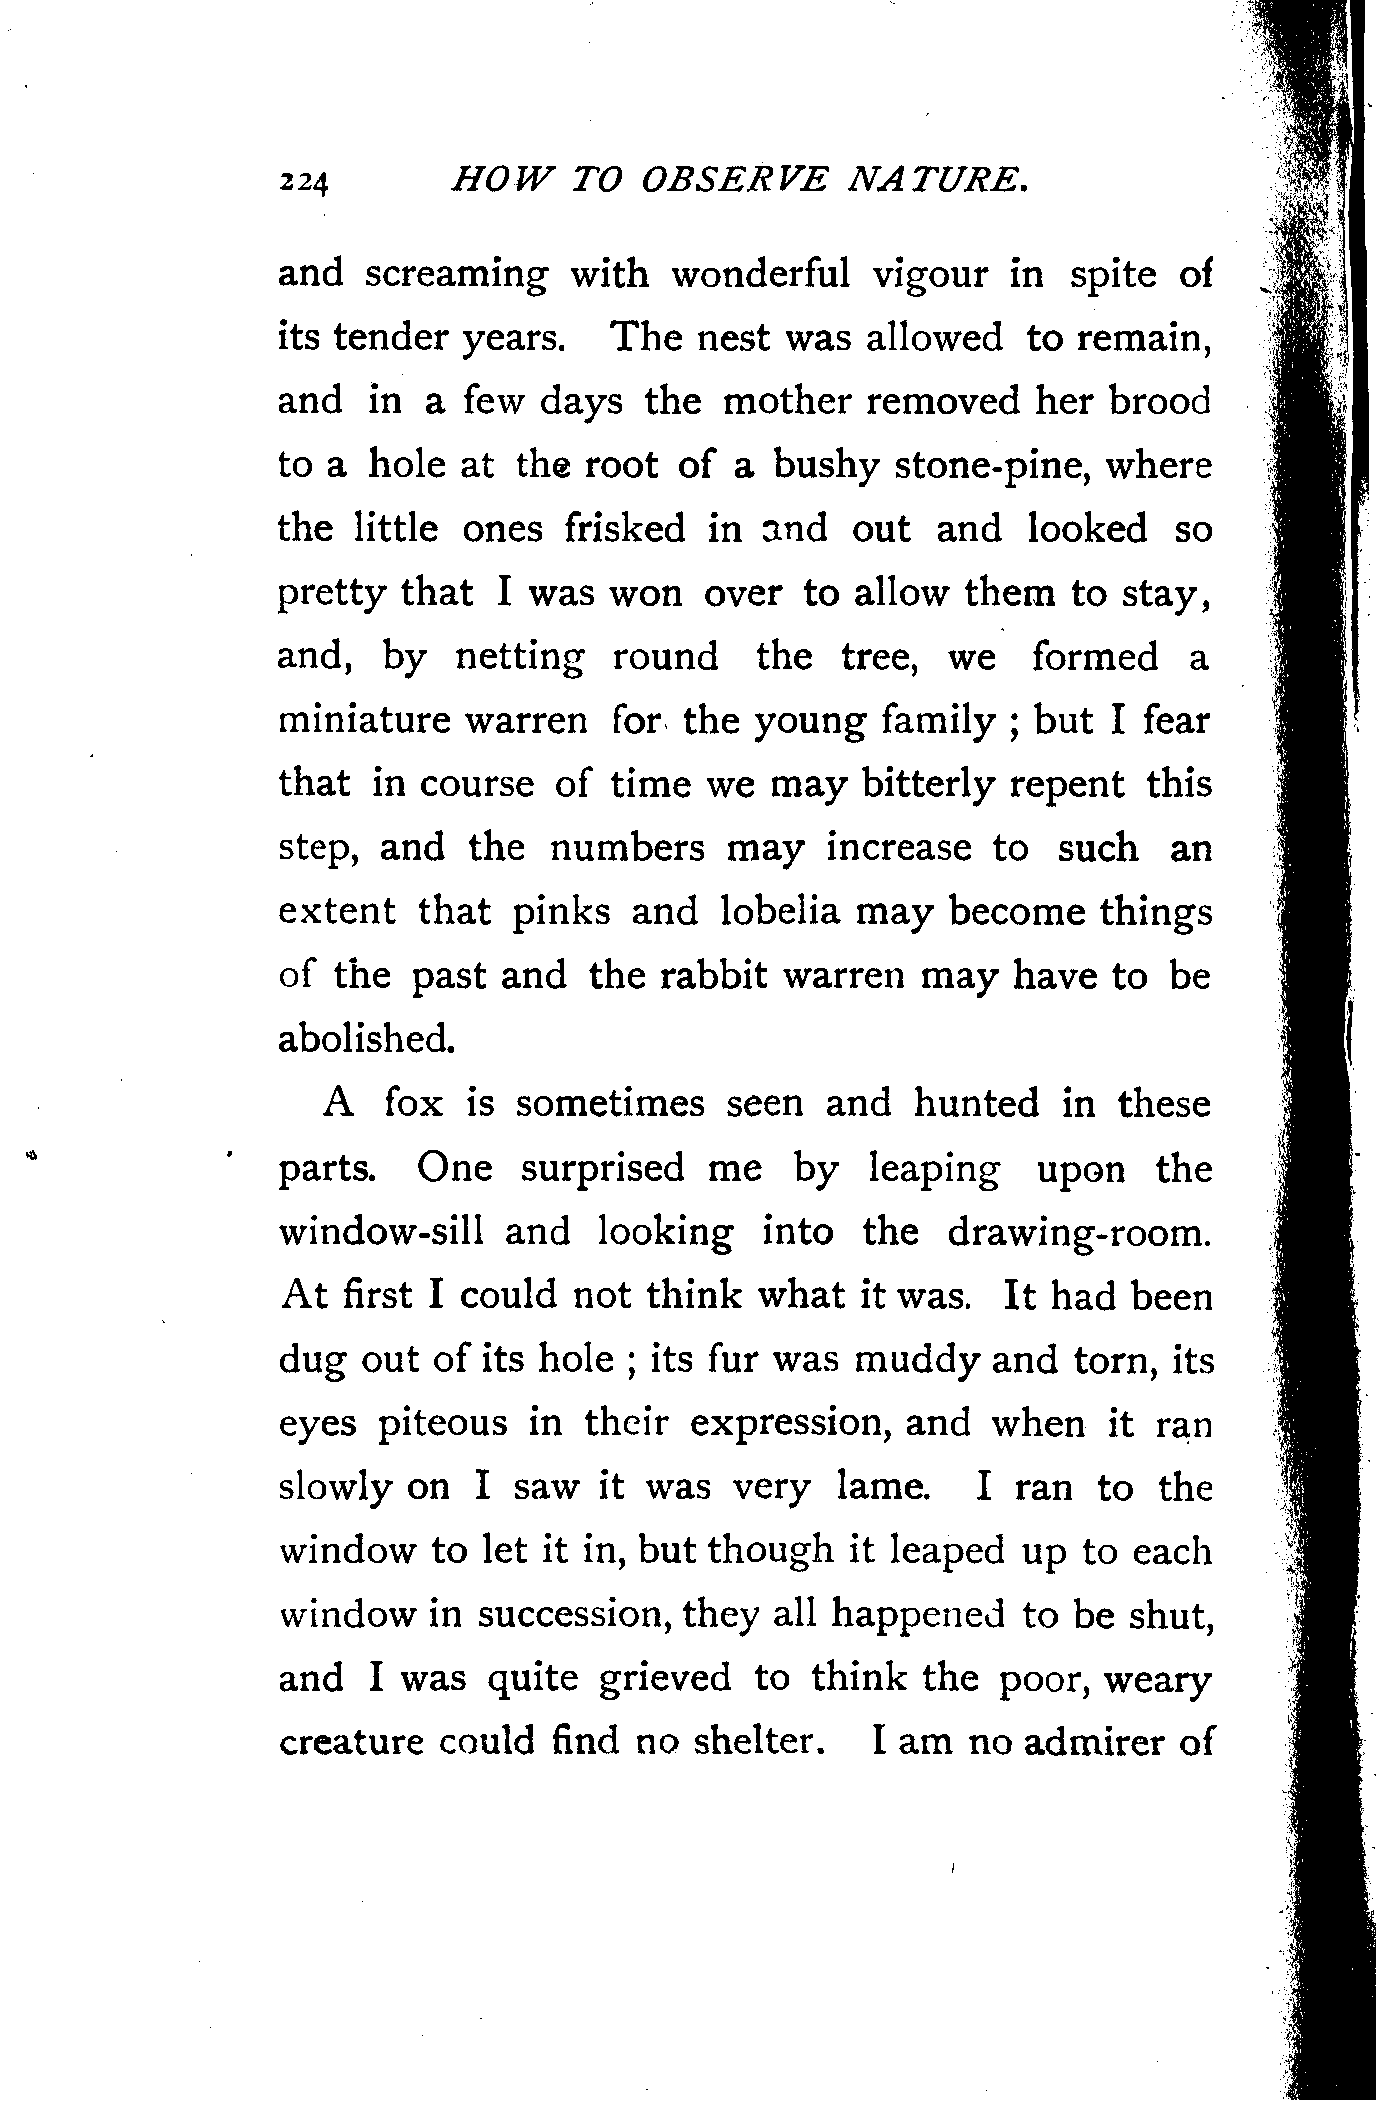 224 HOW TO OBSERVE NATURE.
and screaming with wonderful vigour in spite of
its tender years. The nest was allowed to remain,
and in a few days the mother removed her brood
to a hole at the root of a bushy stone-pine, where
the little ones frisked in and out and looked so
pretty that I was won over to allow them to stay,
and, by netting round the tree, we formed a
miniature warren for the young family ; but I fear
that in course of time we may bitterly repent this
step, and the numbers may increase to such an
extent that pinks and lobelia may become things
of the past and the rabbit warren may have to be
abolished.
A fox is sometimes seen and hunted in these
parts. One surprised me by leaping upon the
window-sill and looking into the drawing-room.
At first I could not think what it was. It had been
dug out of its hole ; its fur was muddy and torn, its
eyes piteous in their expression, and when it ran
slowly on I saw it was very lame. I ran to the
window to let it in, but though it leaped up to each
window in succession, they all happened to be shut,
and I was quite grieved to think the poor, weary
creature could find no shelter. I am no admirer of